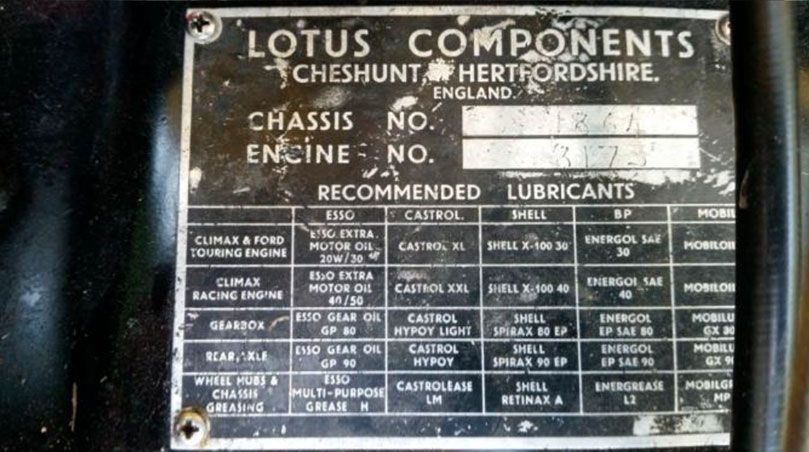 LOTUS COMPONENTS
CHESHUNT, HERTFORDSHIRE.
ENGLAND.
CHASSIS NO.
ENGINE NO.
RECOMMENDED LUBRICANTS
ESSO CASTROL. SHELL BP MOBIL
CLIMAX & FORD TOURING ENGINE ESSO EXTRA MOTOR OIL 20W/30 CASTROL XL SHELL X-100 30 ENERGOL SAE 30
CLIMAX RACING ENGINE ESSO EXTRA MOTOR OIL 40/50 CASTROL XXL SHELL X-100 40 ENERGOL SAE 40
GEARBOX ESSO GEAR OIL GP 80 CASTROL HYPOY LIGHT SHELL SPIRAX 80 EP ENERGOL EP SAE 80
REAR AXLE ESSO GEAR OIL GP 90 CASTROL HYPOY SHELL SPIRAX 90 EP ENERGOL EP SAE 90
WHEEL HUBS & CHASSIS GREASING ESSO MULTI-PURPOSE GREASE H CASTROLEASE LM SHELL RETINAX A ENERGREASE L2